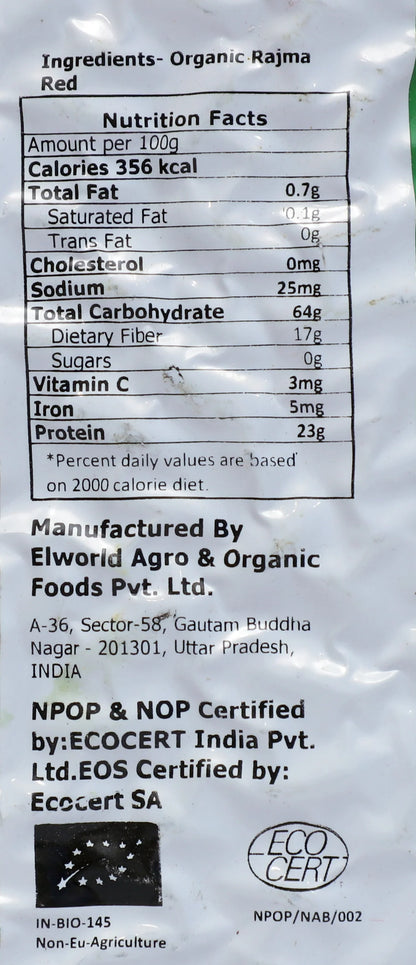 Ingredients- Organic Rajma
Red
Nutrition Facts
Amount per 100g
Calories 356 kcal
Total Fat 0.7g
Saturated Fat 0.1g
Trans Fat 0g
Cholesterol 0mg
Sodium 25mg
Total Carbohydrate 64g
Dietary Fiber 17g
Sugars 0g
Vitamin C 3mg
Iron 5mg
Protein 23g
*Percent daily values are based
on 2000 calorie diet.
Manufactured By
Elworld Agro & Organic
Foods Pvt. Ltd.
A-36, Sector-58, Gautam Buddha
Nagar - 201301, Uttar Pradesh,
INDIA
NPOP & NOP Certified
by:ECOCERT India Pvt.
Ltd.EOS Certified by:
Ecocert SA
ECO
CERT
IN-BIO-145
Non-Eu-Agriculture
NPOP/NAB/002